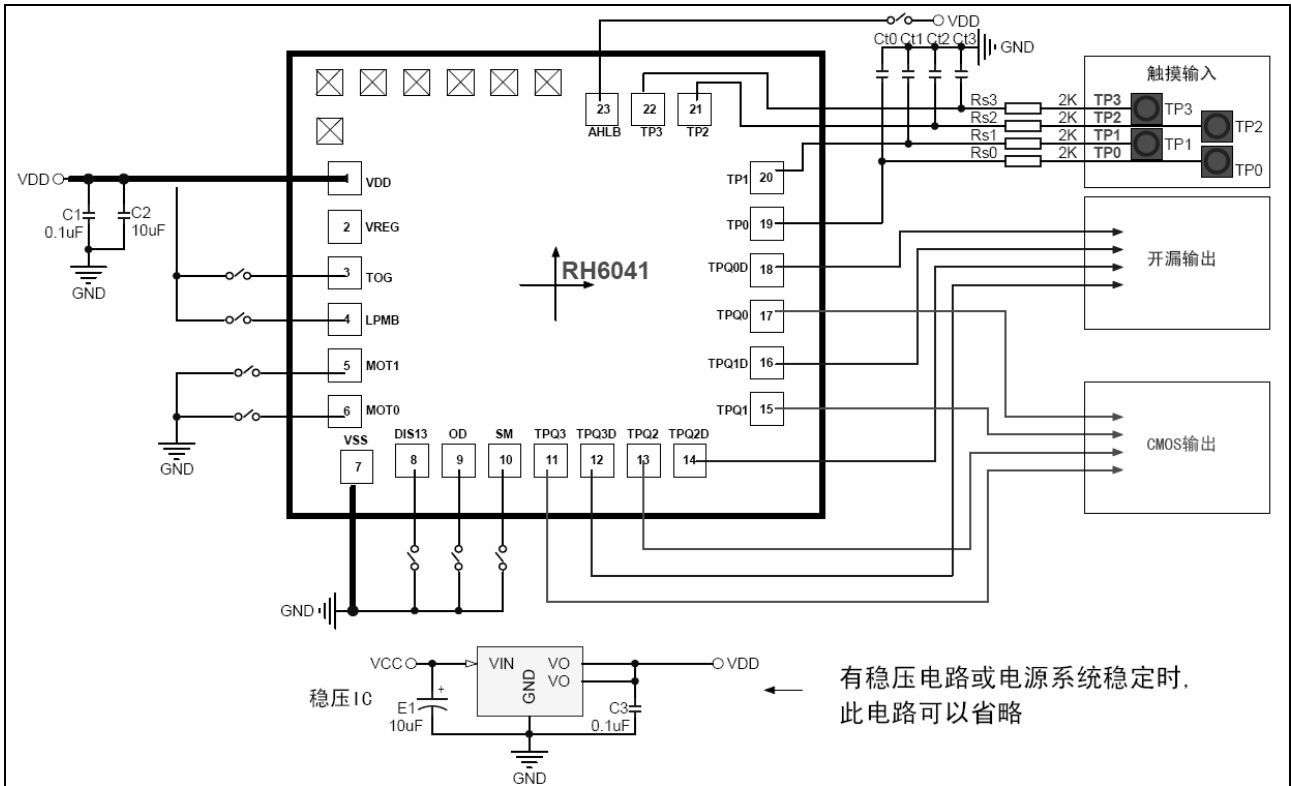 VDD
Ct0 Ct1 Ct2 Ct3
GND
触摸输入
23
AHLB
22
TP3
21
TP2
Rs3 2K TP3 TP3
Rs2 2K TP2 TP2
Rs1 2K TP1 TP1
Rs0 2K TP0 TP0
VDD
C1
0.1uF
C2
10uF
GND
VDD
2 VREG
3 TOG
4 LPMB
5 MOT1
6 MOT0
GND
RH6041
TP1 20
TP0 19
TPQ0D 18
TPQ0 17
TPQ1D 16
TPQ1 15
开漏输出
CMOS输出
VSS DIS13 OD SM TPQ3 TPQ3D TPQ2 TPQ2D
7 8 9 10 11 12 13 14
GND
VCC
VIN VO
VO
GND
VDD
稳压IC
E1
10uF
+
C3
0.1uF
GND
有稳压电路或电源系统稳定时,
此电路可以省略